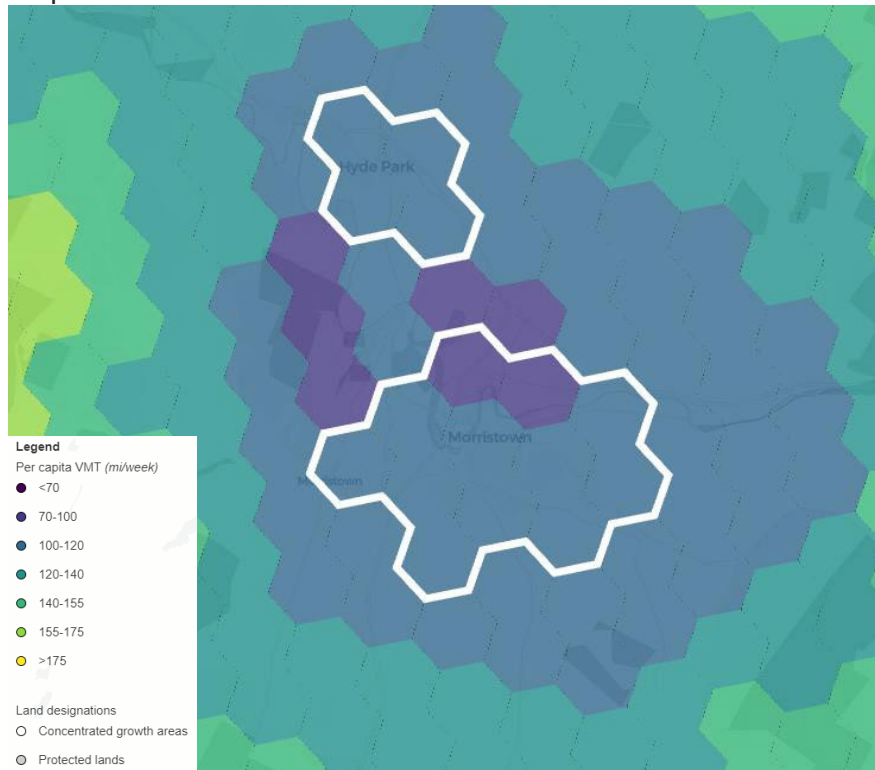 Hyde Park
Morristown
Legend
Per capita VMT (mi/week)
<70
70-100
100-120
120-140
140-155
155-175
>175
Land designations
Concentrated growth areas
Protected lands